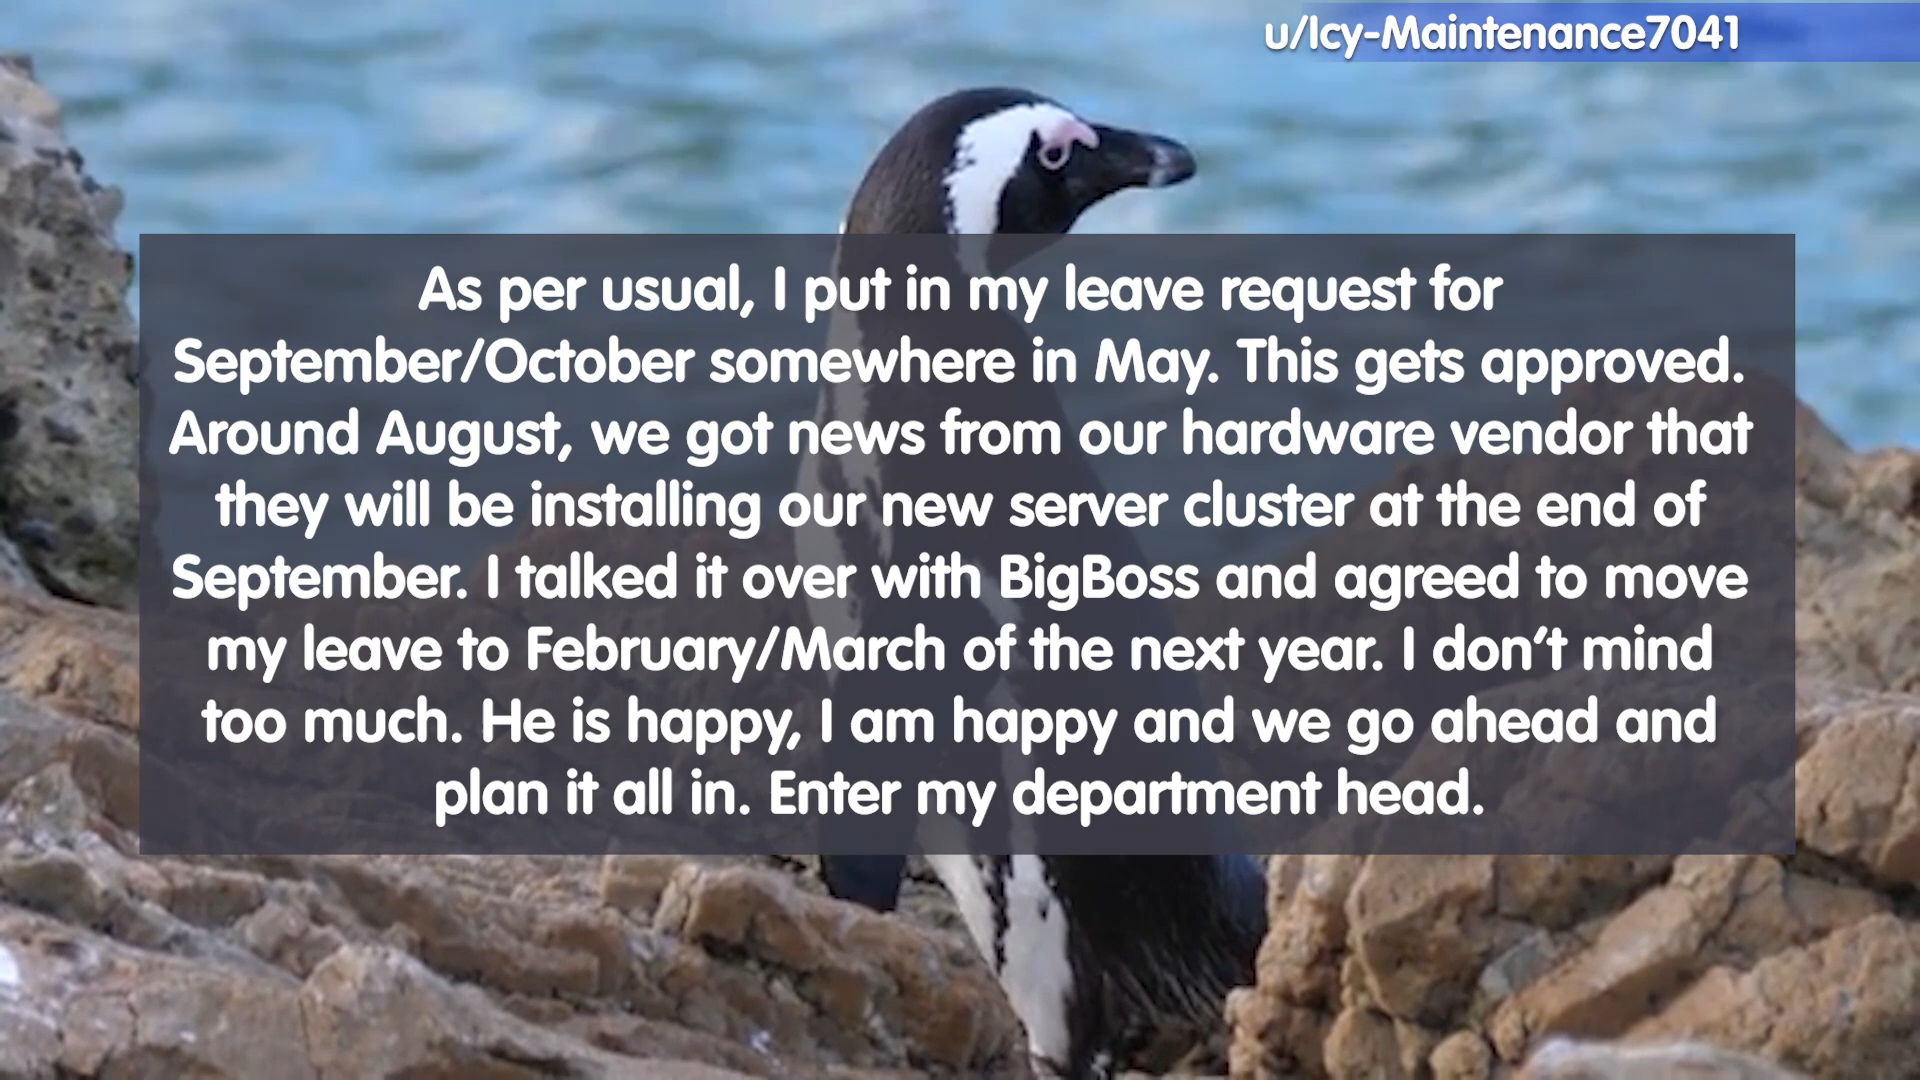 u/Icy-Maintenance7041
As per usual, I put in my leave request for
September/October somewhere in May. This gets approved.
Around August, we got news from our hardware vendor that
they will be installing our new server cluster at the end of
September. I talked it over with BigBoss and agreed to move
my leave to February/March of the next year. I don't mind
too much. He is happy, I am happy and we go ahead and
plan it all in. Enter my department head.